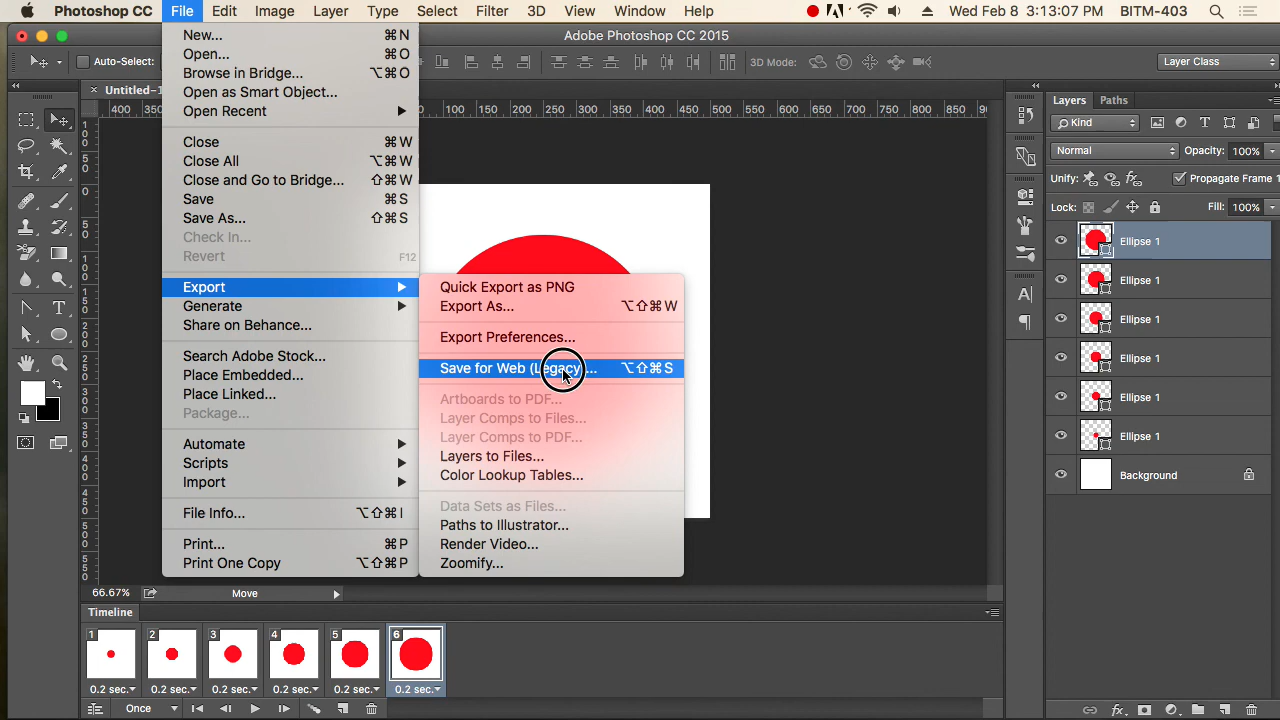 Photoshop CC File Edit Image Layer Type Select Filter 3D View Window Help Wed Feb 8 3:13:07 PM BITM-403
Adobe Photoshop CC 2015
Auto-Select: 3D Mode: Layer Class
Untitled-1
New... ⌘N
Open... ⌘O
Browse in Bridge... ⌥⌘O
Open as Smart Object...
Open Recent
Close ⌘W
Close All ⌥⌘W
Close and Go to Bridge... ⇧⌘W
Save ⌘S
Save As... ⇧⌘S
Check In...
Revert F12
Export
Generate
Share on Behance...
Search Adobe Stock...
Place Embedded...
Place Linked...
Package...
Automate
Scripts
Import
File Info... ⌥⇧⌘I
Print... ⌘P
Print One Copy ⌥⇧⌘P
Quick Export as PNG
Export As... ⌥⇧⌘W
Export Preferences...
Save for Web (Legacy)... ⌥⇧⌘S
Artboards to PDF...
Layer Comps to Files...
Layer Comps to PDF...
Layers to Files...
Color Lookup Tables...
Data Sets as Files...
Paths to Illustrator...
Render Video...
Zoomify...
400 100 150 200 250 300 350 400 450 500 550 600 650 700 750 800 850
Layers Paths
Kind
Normal Opacity: 100%
Unify: Propagate Frame 1
Lock: Fill: 100%
Ellipse 1
Ellipse 1
Ellipse 1
Ellipse 1
Ellipse 1
Ellipse 1
Background
66.67% Move
Timeline
1 2 3 4 5 6
0.2 sec. 0.2 sec. 0.2 sec. 0.2 sec. 0.2 sec. 0.2 sec.
Once